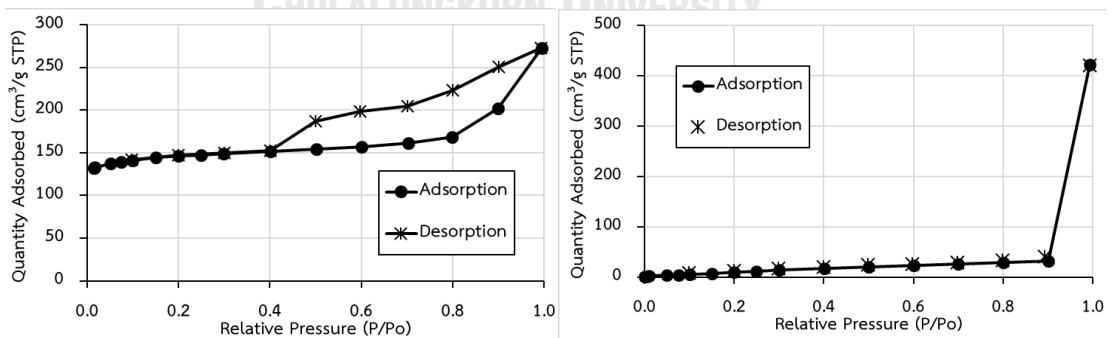 CHULALONGKORN UNIVERSITY
Quantity Adsorbed (cm³/g STP)
300
250
200
150
100
50
0
Adsorption
Desorption
0.0 0.2 0.4 0.6 0.8 1.0
Relative Pressure (P/Po)
Quantity Adsorbed (cm³/g STP)
500
400
300
200
100
0
Adsorption
Desorption
0.0 0.2 0.4 0.6 0.8 1.0
Relative Pressure (P/Po)